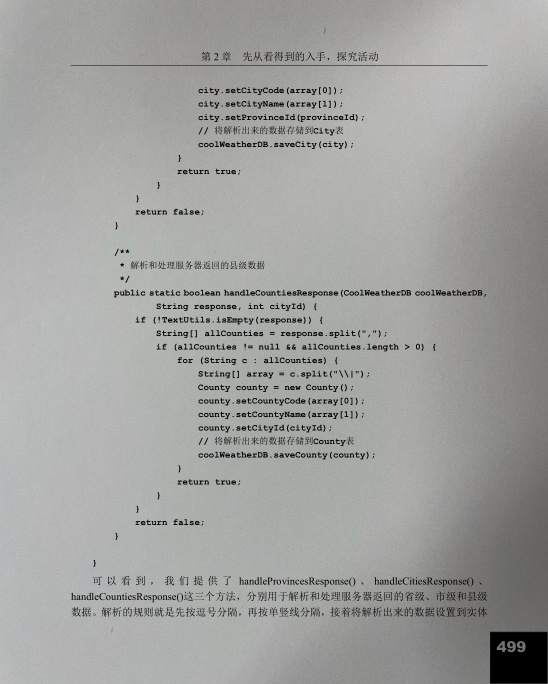 第 2 章 先从看得到的入手，探究活动
city.setCityCode(array[0]);
city.setCityName(array[1]);
city.setProvinceId(provinceId);
// 将解析出来的数据存储到City表
coolWeatherDB.saveCity(city);
}
return true;
}
}
return false;
}
/**
* 解析和处理服务器返回的县级数据
*/
public static boolean handleCountiesResponse(CoolWeatherDB coolWeatherDB,
String response, int cityId) {
if (!TextUtils.isEmpty(response)) {
String[] allCounties = response.split(",");
if (allCounties != null && allCounties.length > 0) {
for (String c : allCounties) {
String[] array = c.split("\\|");
County county = new County();
county.setCountyCode(array[0]);
county.setCountyName(array[1]);
county.setCityId(cityId);
// 将解析出来的数据存储到County表
coolWeatherDB.saveCounty(county);
}
return true;
}
}
return false;
}
}
可以看到，我们提供了 handleProvincesResponse()、handleCitiesResponse()、
handleCountiesResponse()这三个方法，分别用于解析和处理服务器返回的省级、市级和县级
数据。解析的规则就是先按逗号分隔，再按单竖线分隔，接着将解析出来的数据设置到实体
499